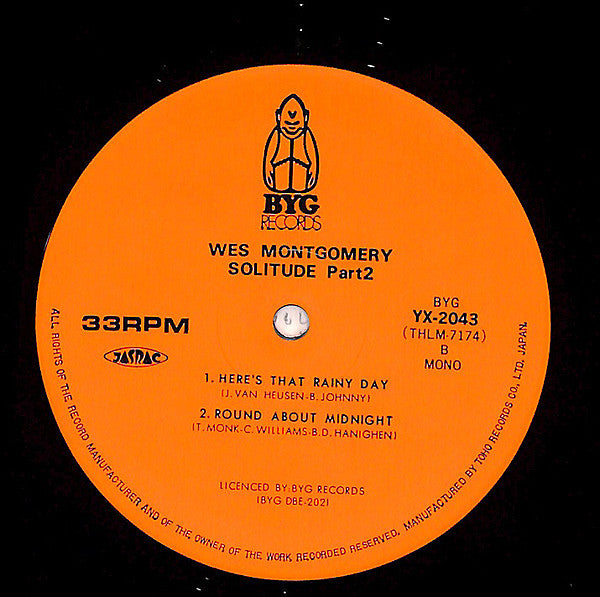 BYG
RECORDS
WES MONTGOMERY
SOLITUDE Part2
33RPM
JASRAC
BYG
YX-2043
(THLM-7174)
B
MONO
1. HERE'S THAT RAINY DAY
(J. VAN HEUSEN-B. JOHNNY)
2. ROUND ABOUT MIDNIGHT
(T. MONK-C. WILLIAMS-B.D. HANIGHEN)
LICENCED BY:BYG RECORDS
(BYG DBE-202)
ALL RIGHTS OF THE RECORD MANUFACTURER AND OF THE OWNER OF THE WORK RECORDED RESERVED. MANUFACTURED BY TOHO RECORDS CO., LTD, JAPAN.